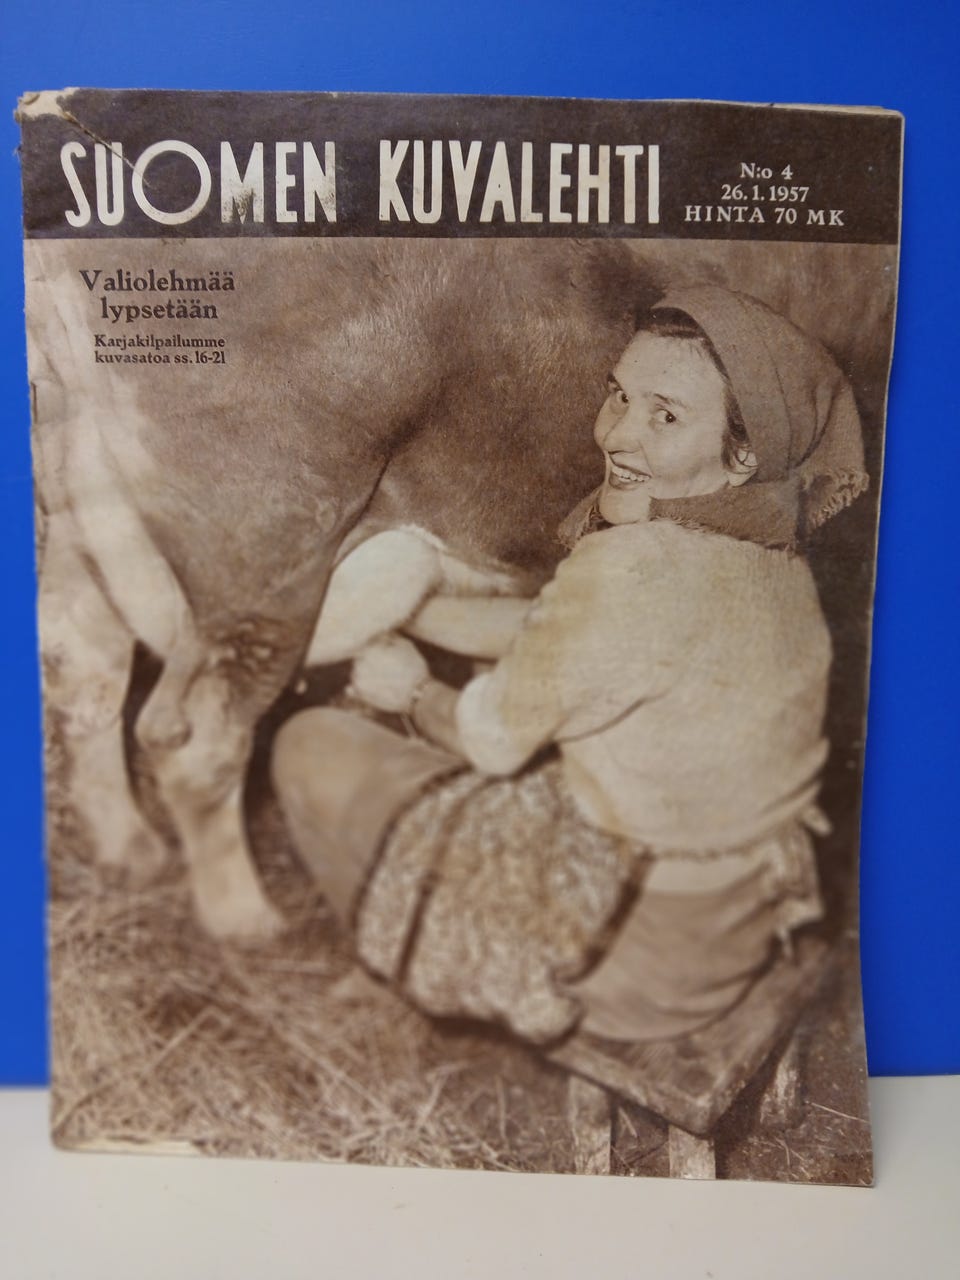 SUOMEN KUVALEHTI
N:o 4
26.1.1957
HINTA 70 MK
Valiolehmää
lypsetään
Karjakilpailumme
kuvasatoa ss. 16-21